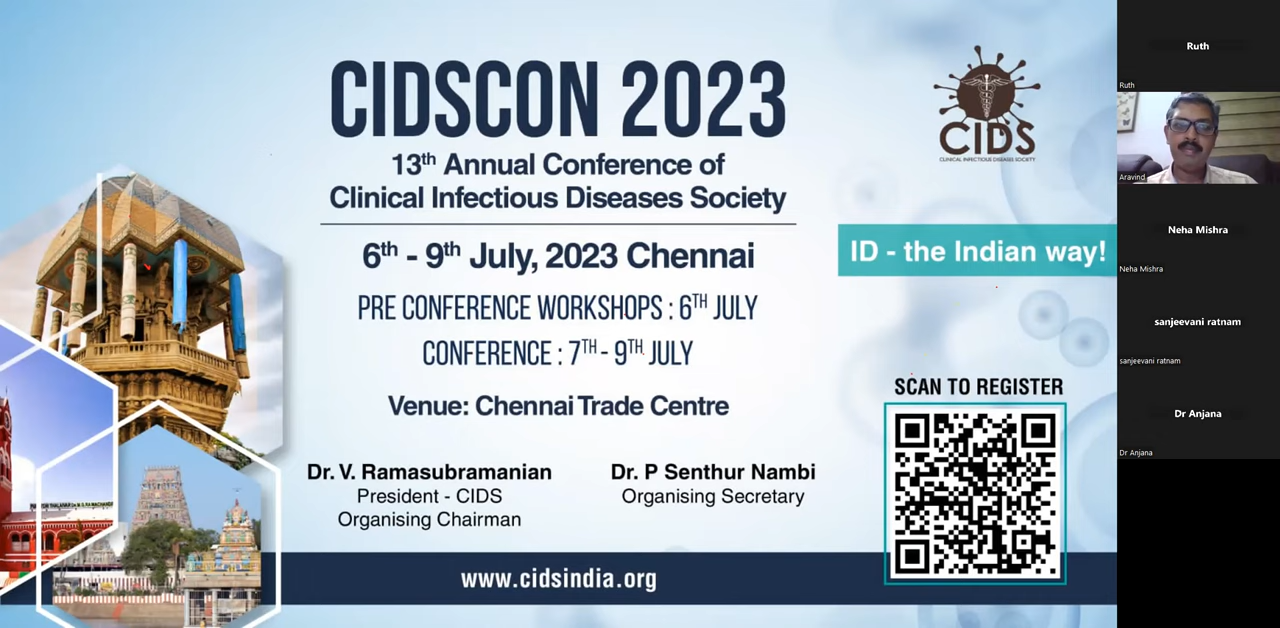 CIDSCON 2023
13th Annual Conference of
Clinical Infectious Diseases Society
6th - 9th July, 2023 Chennai
PRE CONFERENCE WORKSHOPS : 6TH JULY
CONFERENCE : 7TH - 9TH JULY
Venue: Chennai Trade Centre
Dr. V. Ramasubramanian
President - CIDS
Organising Chairman
Dr. P Senthur Nambi
Organising Secretary
www.cidsindia.org
CIDS
CLINICAL INFECTIOUS DISEASES SOCIETY
ID - the Indian way!
SCAN TO REGISTER
Ruth
Ruth
Aravind
Neha Mishra
Neha Mishra
sanjeevani ratnam
sanjeevani ratnam
Dr Anjana
Dr Anjana